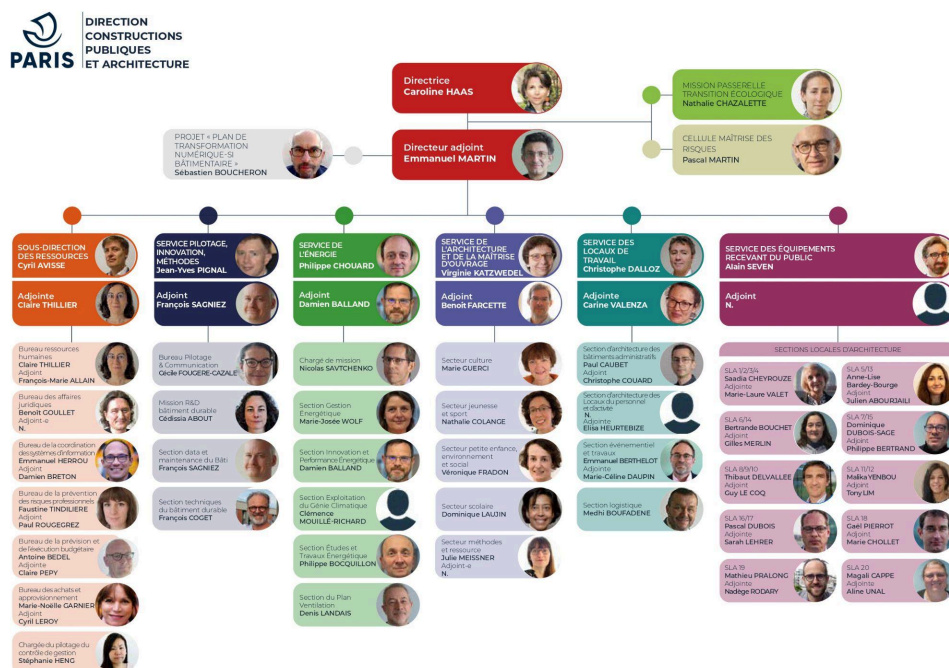 PARIS
DIRECTION
CONSTRUCTIONS
PUBLIQUES
ET ARCHITECTURE
Directrice
Caroline HAAS
MISSION PASSERELLE
TRANSITION ÉCOLOGIQUE
Nathalie CHAZALETTE
PROJET « PLAN DE
TRANSFORMATION
NUMÉRIQUE-SI
BÂTIMENTAIRE »
Sébastien BOUCHERON
Directeur adjoint
Emmanuel MARTIN
CELLULE MAÎTRISE DES
RISQUES
Pascal MARTIN
SOUS-DIRECTION
DES RESSOURCES
Cyril AVISSE
Adjointe
Claire THILLIER
Bureau ressources
humaines
Claire THILLIER
Adjoint
François-Marie ALLAIN
Bureau des affaires
juridiques
Benoît GOULLET
Adjoint-e
N.
Bureau de la coordination
des systèmes d'information
Emmanuel HERROU
Adjoint
Damien BRETON
Bureau de la prévention
des risques professionnels
Faustine TINDILIERE
Adjoint
Paul ROUGEGREZ
Bureau de la prévision et
de l'exécution budgétaire
Antoine BEDEL
Adjointe
Claire PEPY
Bureau des achats et
approvisionnement
Marie-Noëlle GARNIER
Adjoint
Cyril LEROY
Chargée du pilotage du
contrôle de gestion
Stéphanie HENG
SERVICE PILOTAGE,
INNOVATION,
MÉTHODES
Jean-Yves PIGNAL
Adjoint
François SAGNIEZ
Bureau Pilotage
& Communication
Cécile FOUGERE-CAZALE
Mission R&D
bâtiment durable
Cédissia ABOUT
Section data et
maintenance du Bâti
François SAGNIEZ
Section techniques
du bâtiment durable
François COGET
SERVICE DE
L'ÉNERGIE
Philippe CHOUARD
Adjoint
Damien BALLAND
Chargé de mission
Nicolas SAVTCHENKO
Section Gestion
Énergétique
Marie-Josée WOLF
Section Innovation et
Performance Énergétique
Damien BALLAND
Section Exploitation
du Génie Climatique
Clémence
MOUILLÉ-RICHARD
Section Études et
Travaux Énergétique
Philippe BOCQUILLON
Section du Plan
Ventilation
Denis LANDAIS
SERVICE DE
L'ARCHITECTURE
ET DE LA MAÎTRISE
D'OUVRAGE
Virginie KATZWEDEL
Adjoint
Benoît FARCETTE
Secteur culture
Marie GUERCI
Secteur jeunesse
et sport
Nathalie COLANGE
Secteur petite enfance,
environnement
et social
Véronique FRADON
Secteur scolaire
Dominique LAUJIN
Secteur méthodes
et ressource
Julie MEISSNER
Adjoint-e
N.
SERVICE DES
LOCAUX DE
TRAVAIL
Christophe DALLOZ
Adjointe
Carine VALENZA
Section d'architecture des
bâtiments administratifs
Paul CAUBET
Adjoint
Christophe COUARD
Section d'architecture des
Locaux du personnel
et d'activité
N.
Adjointe
Elisa HEURTEBIZE
Section évènementiel
et travaux
Emmanuel BERTHELOT
Adjointe
Marie-Céline DAUPIN
Section logistique
Medhi BOUFADENE
SERVICE DES ÉQUIPEMENTS
RECEVANT DU PUBLIC
Alain SEVEN
Adjoint
N.
SECTIONS LOCALES D'ARCHITECTURE
SLA 1/2/3/4
Saadia CHEYROUZE
Adjointe
Marie-Laure VALET
SLA 5/13
Anne-Lise
Bardey-Bourge
Adjoint
Julien ABOURJAILI
SLA 6/14
Bertrande BOUCHET
Adjoint
Gilles MERLIN
SLA 7/15
Dominique
DUBOIS-SAGE
Adjoint
Philippe BERTRAND
SLA 8/9/10
Thibaut DELVALLÉE
Adjoint
Guy LE COQ
SLA 11/12
Malika YENBOU
Adjoint
Tony LIM
SLA 16/17
Pascal DUBOIS
Adjointe
Sarah LEHRER
SLA 18
Gaël PIERROT
Adjoint
Marie CHOLLET
SLA 19
Mathieu PRALONG
Adjointe
Nadège RODARY
SLA 20
Magali CAPPE
Adjointe
Aline UNAL